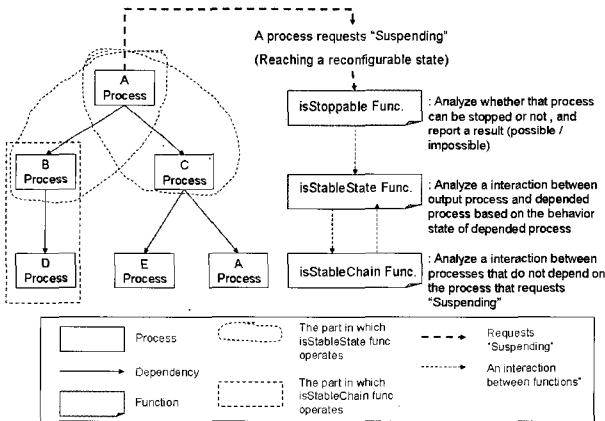 A process requests "Suspending"
(Reaching a reconfigurable state)
A
Process
B
Process
C
Process
D
Process
E
Process
A
Process
isStoppable Func.
: Analyze whether that process
can be stopped or not , and
report a result (possible /
impossible)
isStableState Func.
: Analyze a interaction between
output process and depended
process based on the behavior
state of depended process
isStableChain Func.
: Analyze a interaction between
processes that do not depend on
the process that requests
"Suspending"
Process
Dependency
Function
The part in which
isStableState func
operates
The part in which
isStableChain func
operates
Requests
"Suspending"
An interaction
between functions"